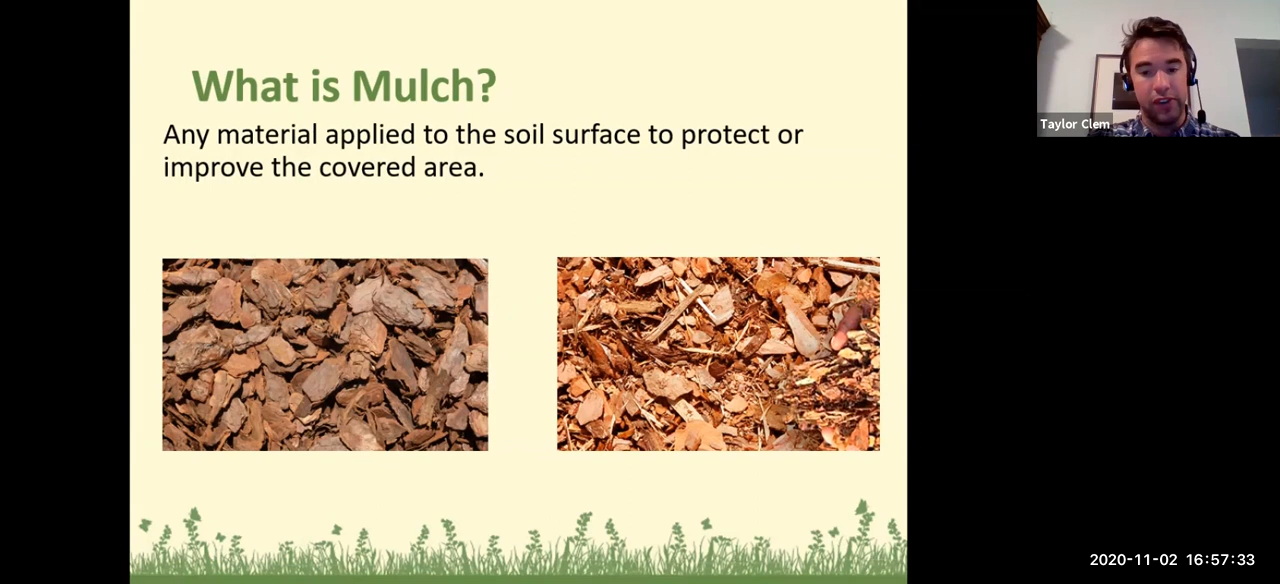 What is Mulch?
Any material applied to the soil surface to protect or
improve the covered area.
Taylor Clem
2020-11-02 16:57:33